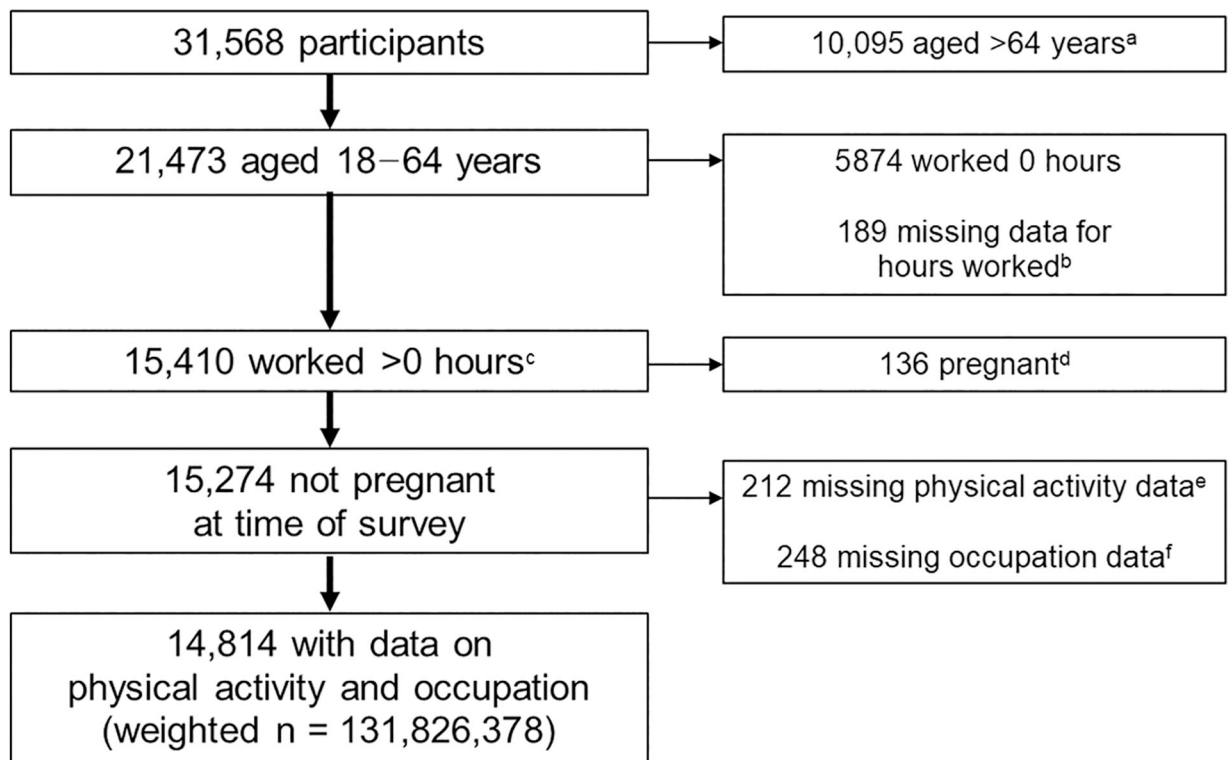 31,568 participants
10,095 aged >64 yearsᵃ
21,473 aged 18–64 years
5874 worked 0 hours
189 missing data for
hours workedᵇ
15,410 worked >0 hoursᶜ
136 pregnantᵈ
15,274 not pregnant
at time of survey
212 missing physical activity dataᵉ
248 missing occupation dataᶠ
14,814 with data on
physical activity and occupation
(weighted n = 131,826,378)